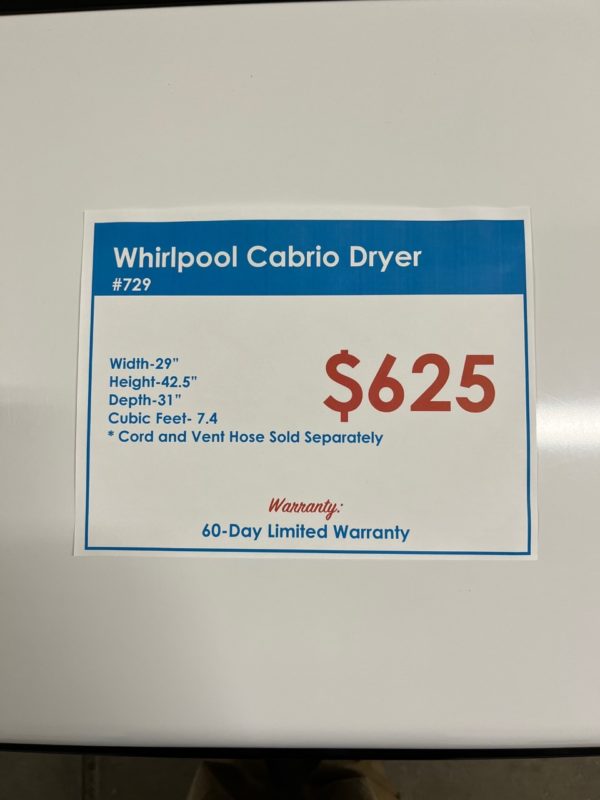 Whirlpool Cabrio Dryer
#729
Width-29”
Height-42.5”
Depth-31”
Cubic Feet- 7.4
* Cord and Vent Hose Sold Separately
$625
Warranty:
60-Day Limited Warranty